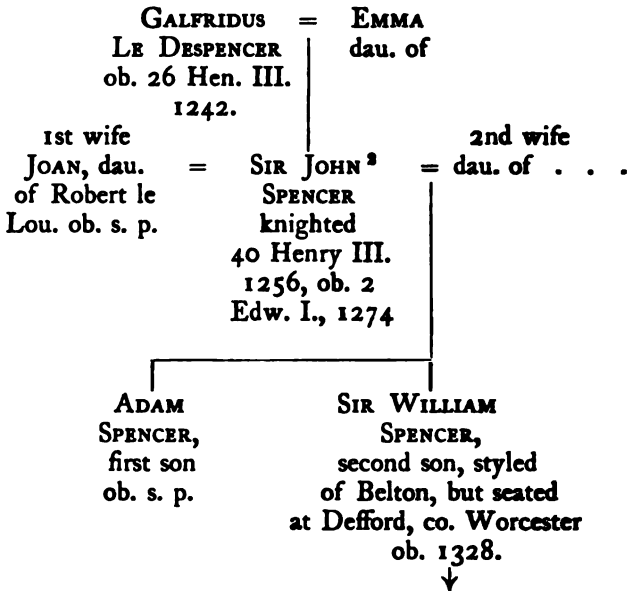 GALFRIDUS = EMMA
LE DESPENCER dau. of
ob. 26 Hen. III.
1242.
1st wife
JOAN, dau.
of Robert le
Lou. ob. s. p.
=
SIR JOHN ²
SPENCER
knighted
40 Henry III.
1256, ob. 2
Edw. I., 1274
=
2nd wife
dau. of . . .
ADAM
SPENCER,
first son
ob. s. p.
SIR WILLIAM
SPENCER,
second son, styled
of Belton, but seated
at Defford, co. Worcester
ob. 1328.